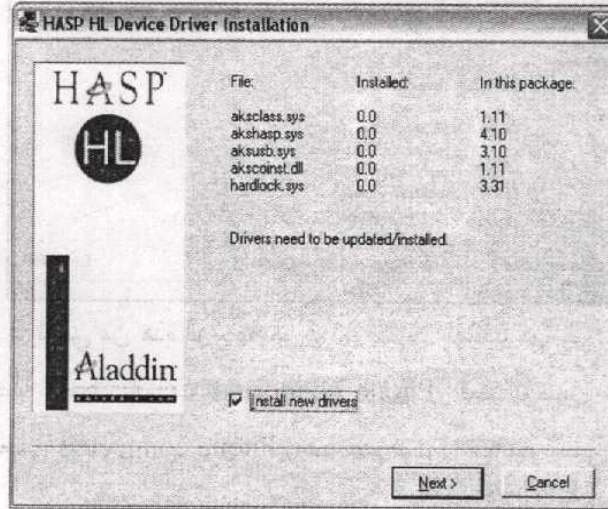 HASP HL Device Driver Installation
HASP
HL
File: Installed: In this package:
aksclass.sys 0.0 1.11
akshasp.sys 0.0 4.10
aksusb.sys 0.0 3.10
akscoinst.dll 0.0 1.11
hardlock.sys 0.0 3.31
Drivers need to be updated/installed.
Aladdin
Install new drivers
Next >
Cancel